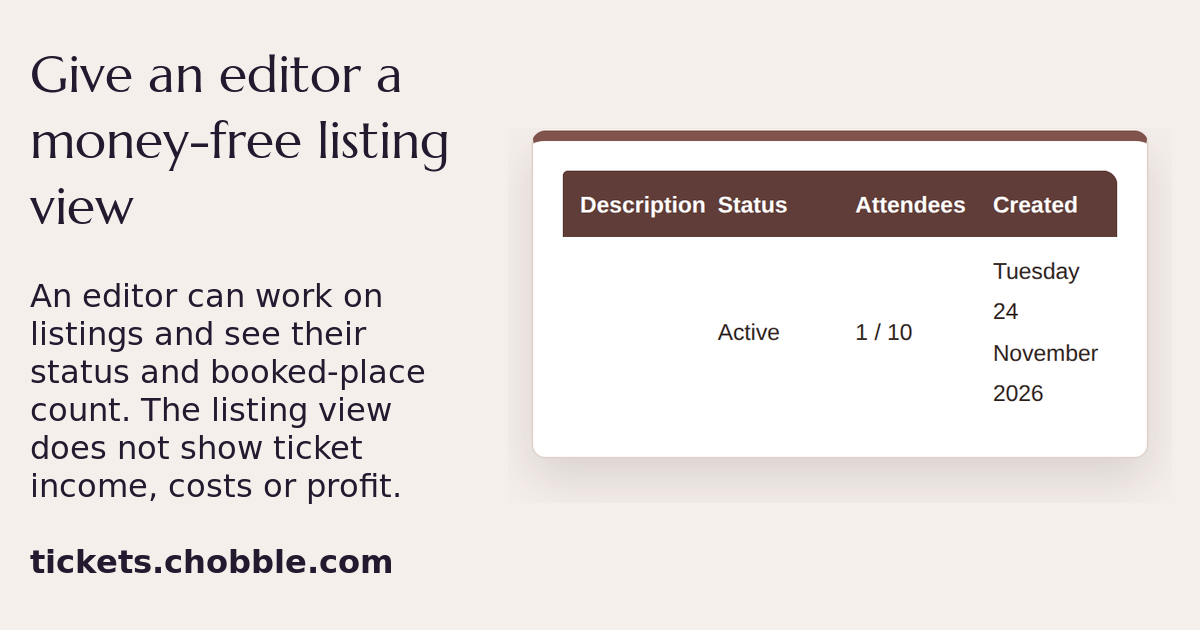 Give an editor a
money-free listing
view
An editor can work on
listings and see their
status and booked-place
count. The listing view
does not show ticket
income, costs or profit.
tickets.chobble.com
Description Status Attendees Created
Active 1 / 10 Tuesday
24
November
2026